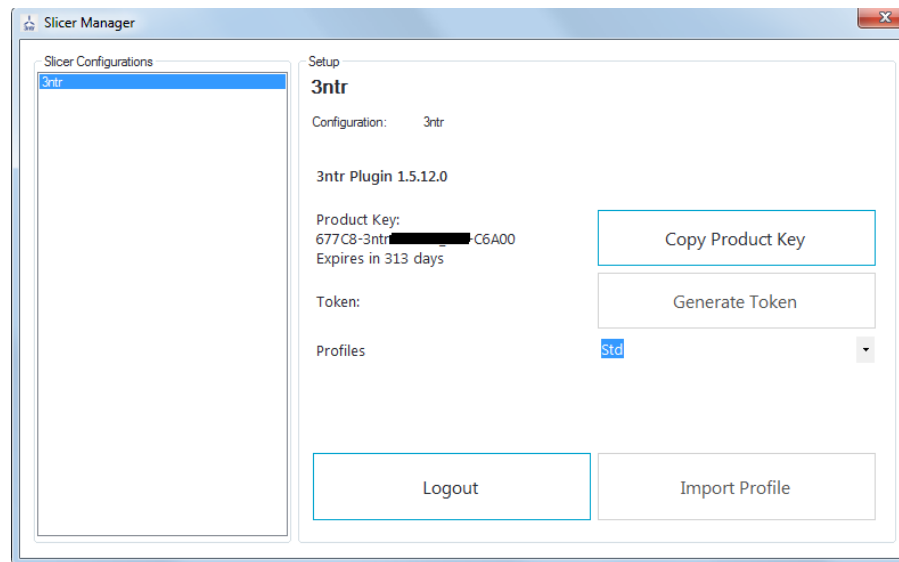 Slicer Manager
Slicer Configurations
3ntr
Setup
3ntr
Configuration: 3ntr
3ntr Plugin 1.5.12.0
Product Key:
677C8-3ntr -C6A00
Expires in 313 days
Copy Product Key
Token:
Generate Token
Profiles
Std
Logout
Import Profile